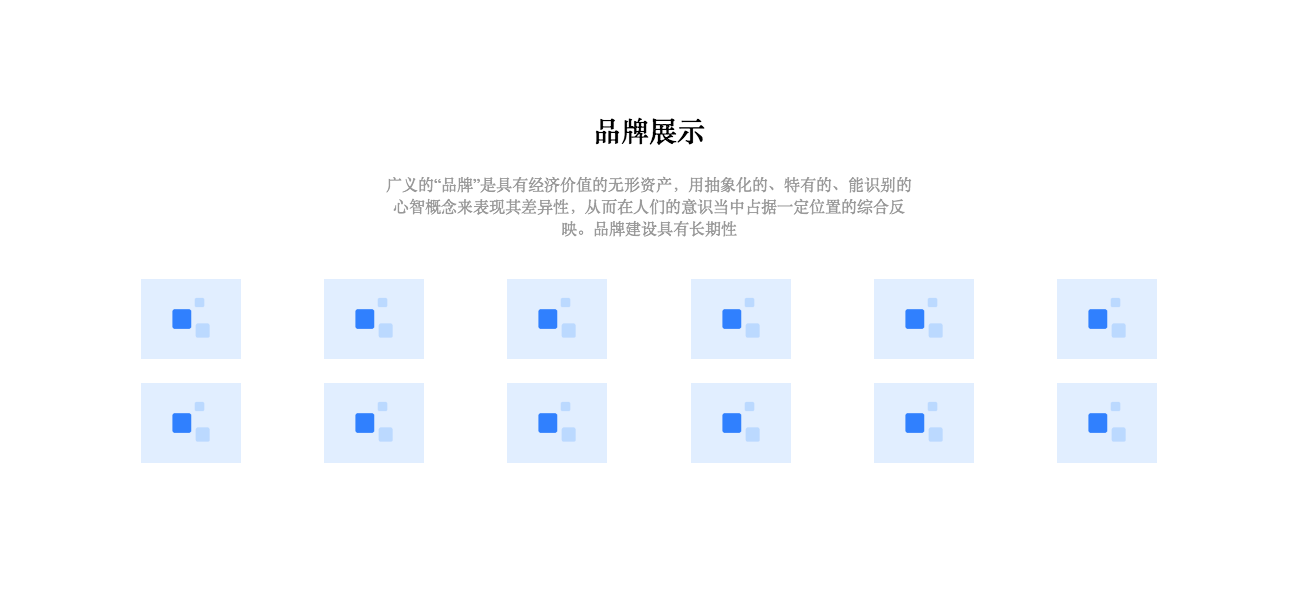 品牌展示
广义的“品牌”是具有经济价值的无形资产，用抽象化的、特有的、能识别的
心智概念来表现其差异性，从而在人们的意识当中占据一定位置的综合反
映。品牌建设具有长期性